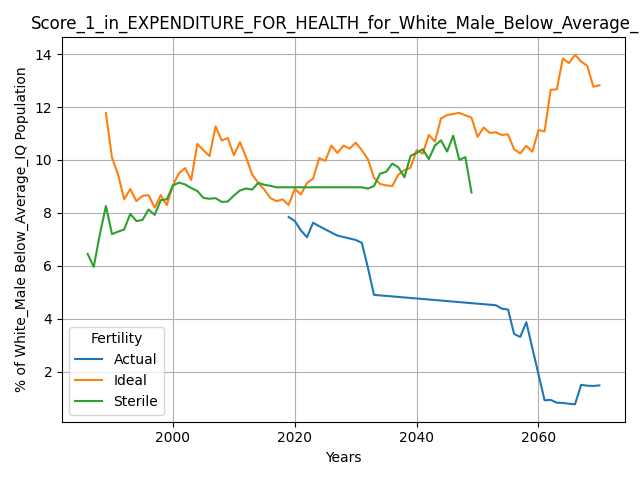 Score_1_in_EXPENDITURE_FOR_HEALTH_for_White_Male_Below_Average_
% of White_Male Below_Average_IQ Population
14
12
10
8
6
4
2
Fertility
Actual
Ideal
Sterile
2000
2020
2040
2060
Years